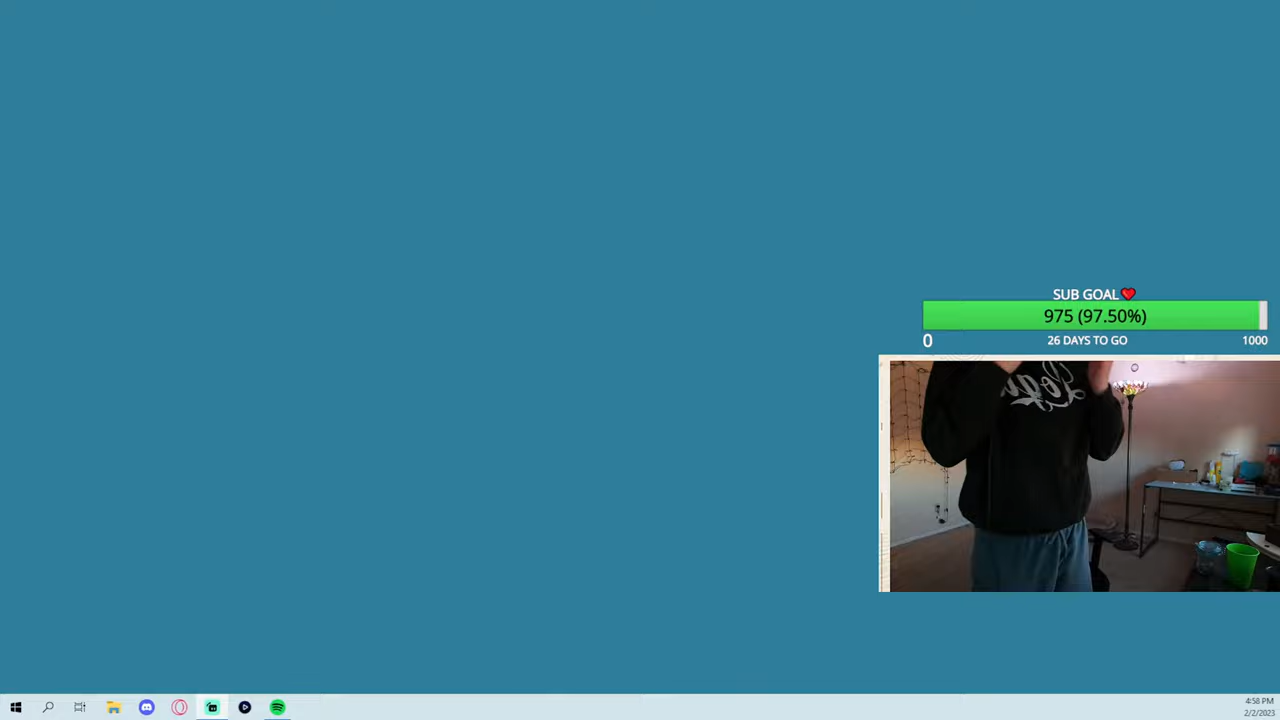 SUB GOAL❤️
975 (97.50%)
0
26 DAYS TO GO
1000
4:58 PM
2/2/2023